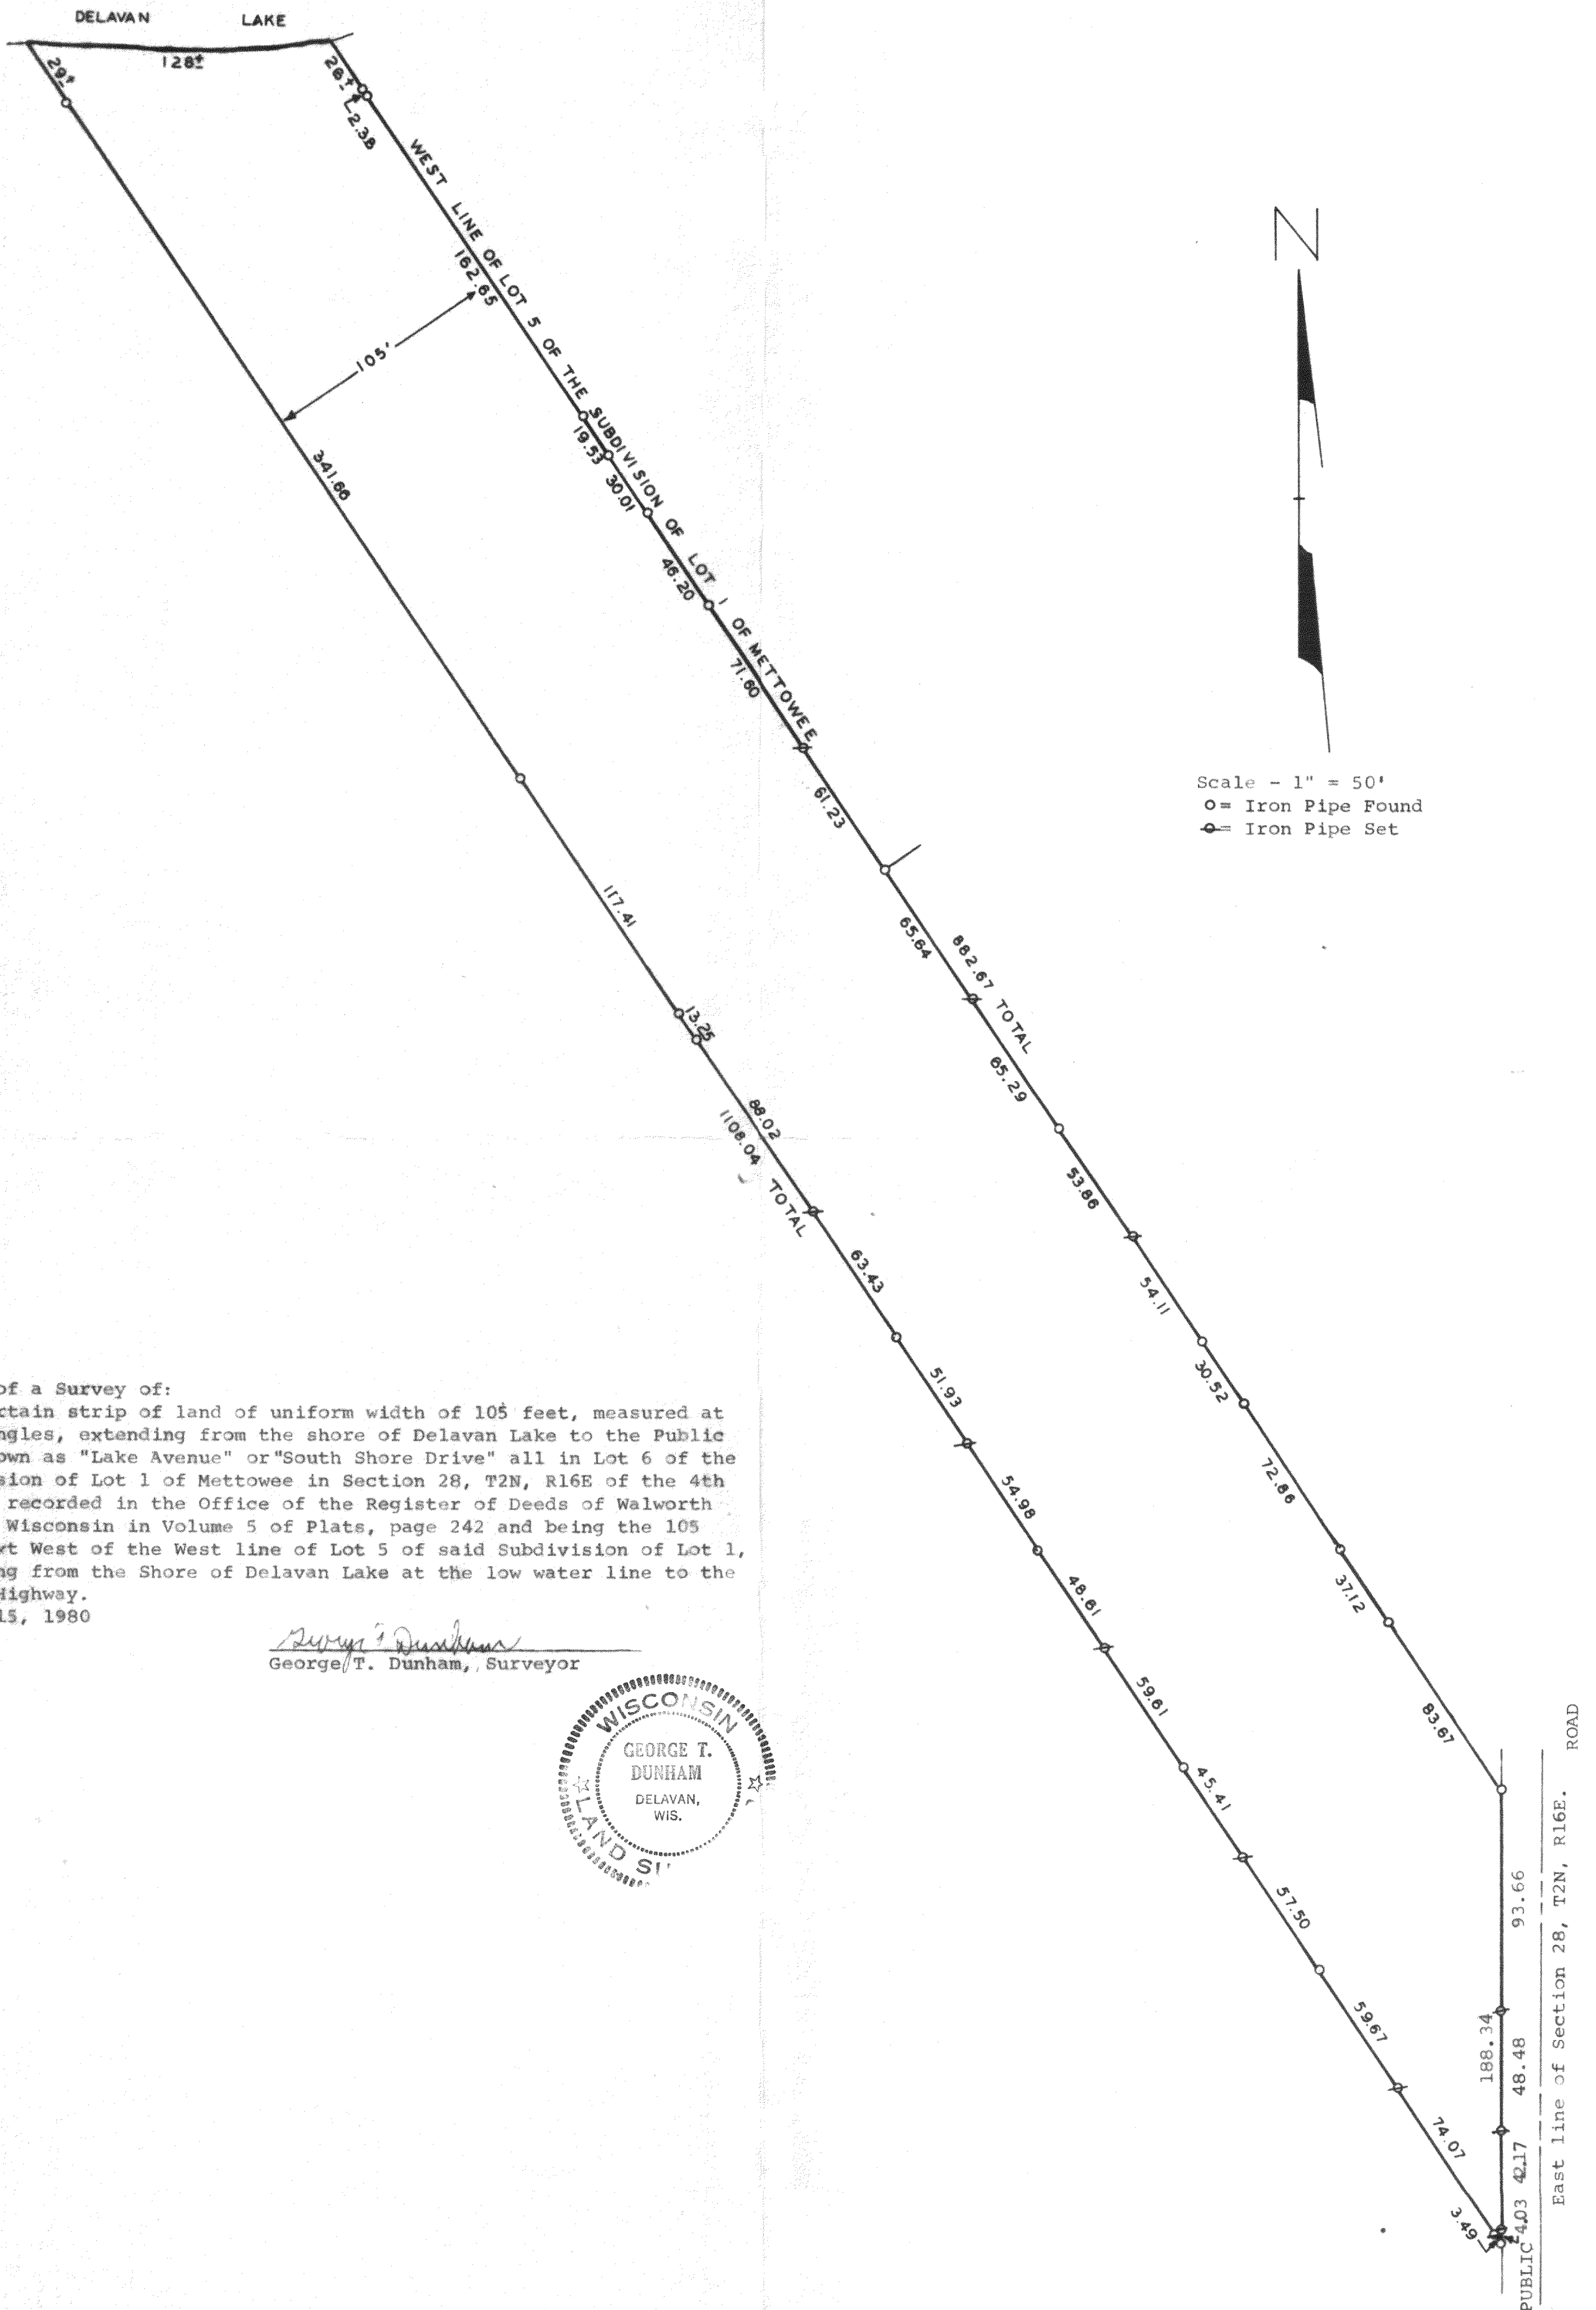 DELAVAN LAKE
128±
29±
28±
2.38
WEST LINE OF LOT 5 OF THE SUBDIVISION OF LOT 1 OF METTOWEE
162.65
105'
341.66
19.53
30.01
46.20
71.60
61.23
N
Scale - 1" = 50'
O= Iron Pipe Found
= Iron Pipe Set
65.64
882.67 TOTAL
117.41
13.25
65.29
88.02
1108.04 TOTAL
53.86
63.43
54.11
51.93
30.52
54.98
72.86
48.61
37.12
59.61
83.67
45.41
57.50
59.67
74.07
3.49
of a Survey of:
ctain strip of land of uniform width of 105 feet, measured at
ngles, extending from the shore of Delavan Lake to the Public
own as "Lake Avenue" or "South Shore Drive" all in Lot 6 of the
sion of Lot 1 of Mettowee in Section 28, T2N, R16E of the 4th
recorded in the Office of the Register of Deeds of Walworth
Wisconsin in Volume 5 of Plats, page 242 and being the 105
rt West of the West line of Lot 5 of said Subdivision of Lot 1,
ng from the Shore of Delavan Lake at the low water line to the
Highway.
15, 1980
George T. Dunham
George T. Dunham, Surveyor
WISCONSIN
GEORGE T.
DUNHAM
DELAVAN,
WIS.
LAND SU
188.34
93.66
48.48
42.17
4.03
PUBLIC ROAD
East line of Section 28, T2N, R16E.